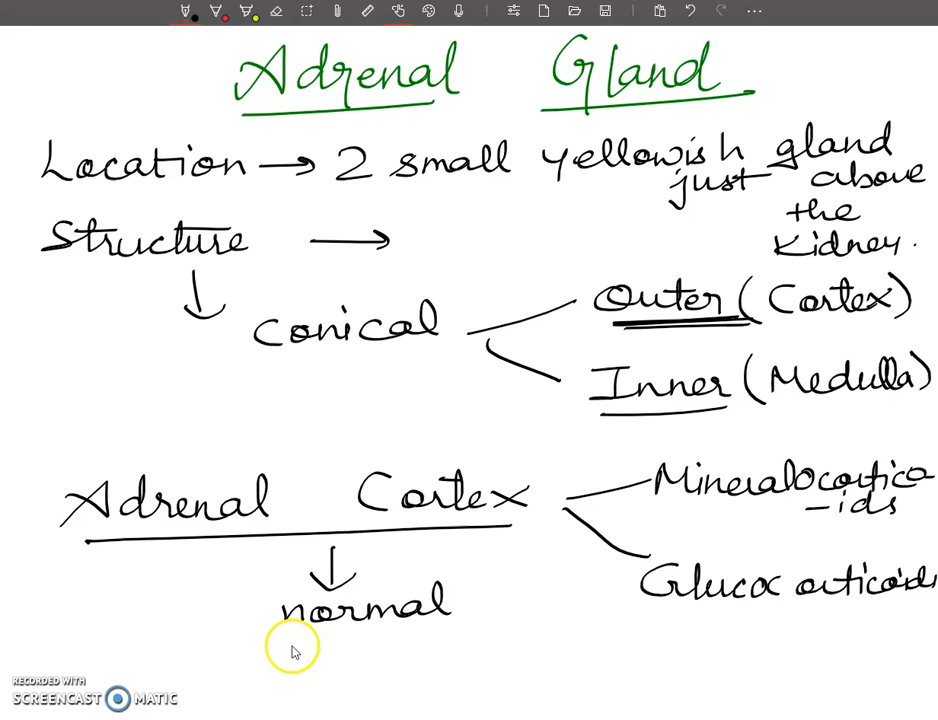 Adrenal Gland
Location → 2 small yellowish gland
just above
the
Kidney.
Structure →
↓
Conical
Outer (Cortex)
Inner (Medulla)
Adrenal Cortex
Mineralocortico
-ids
Glucocorticoids
↓
normal
RECORDED WITH
SCREENCAST MATIC